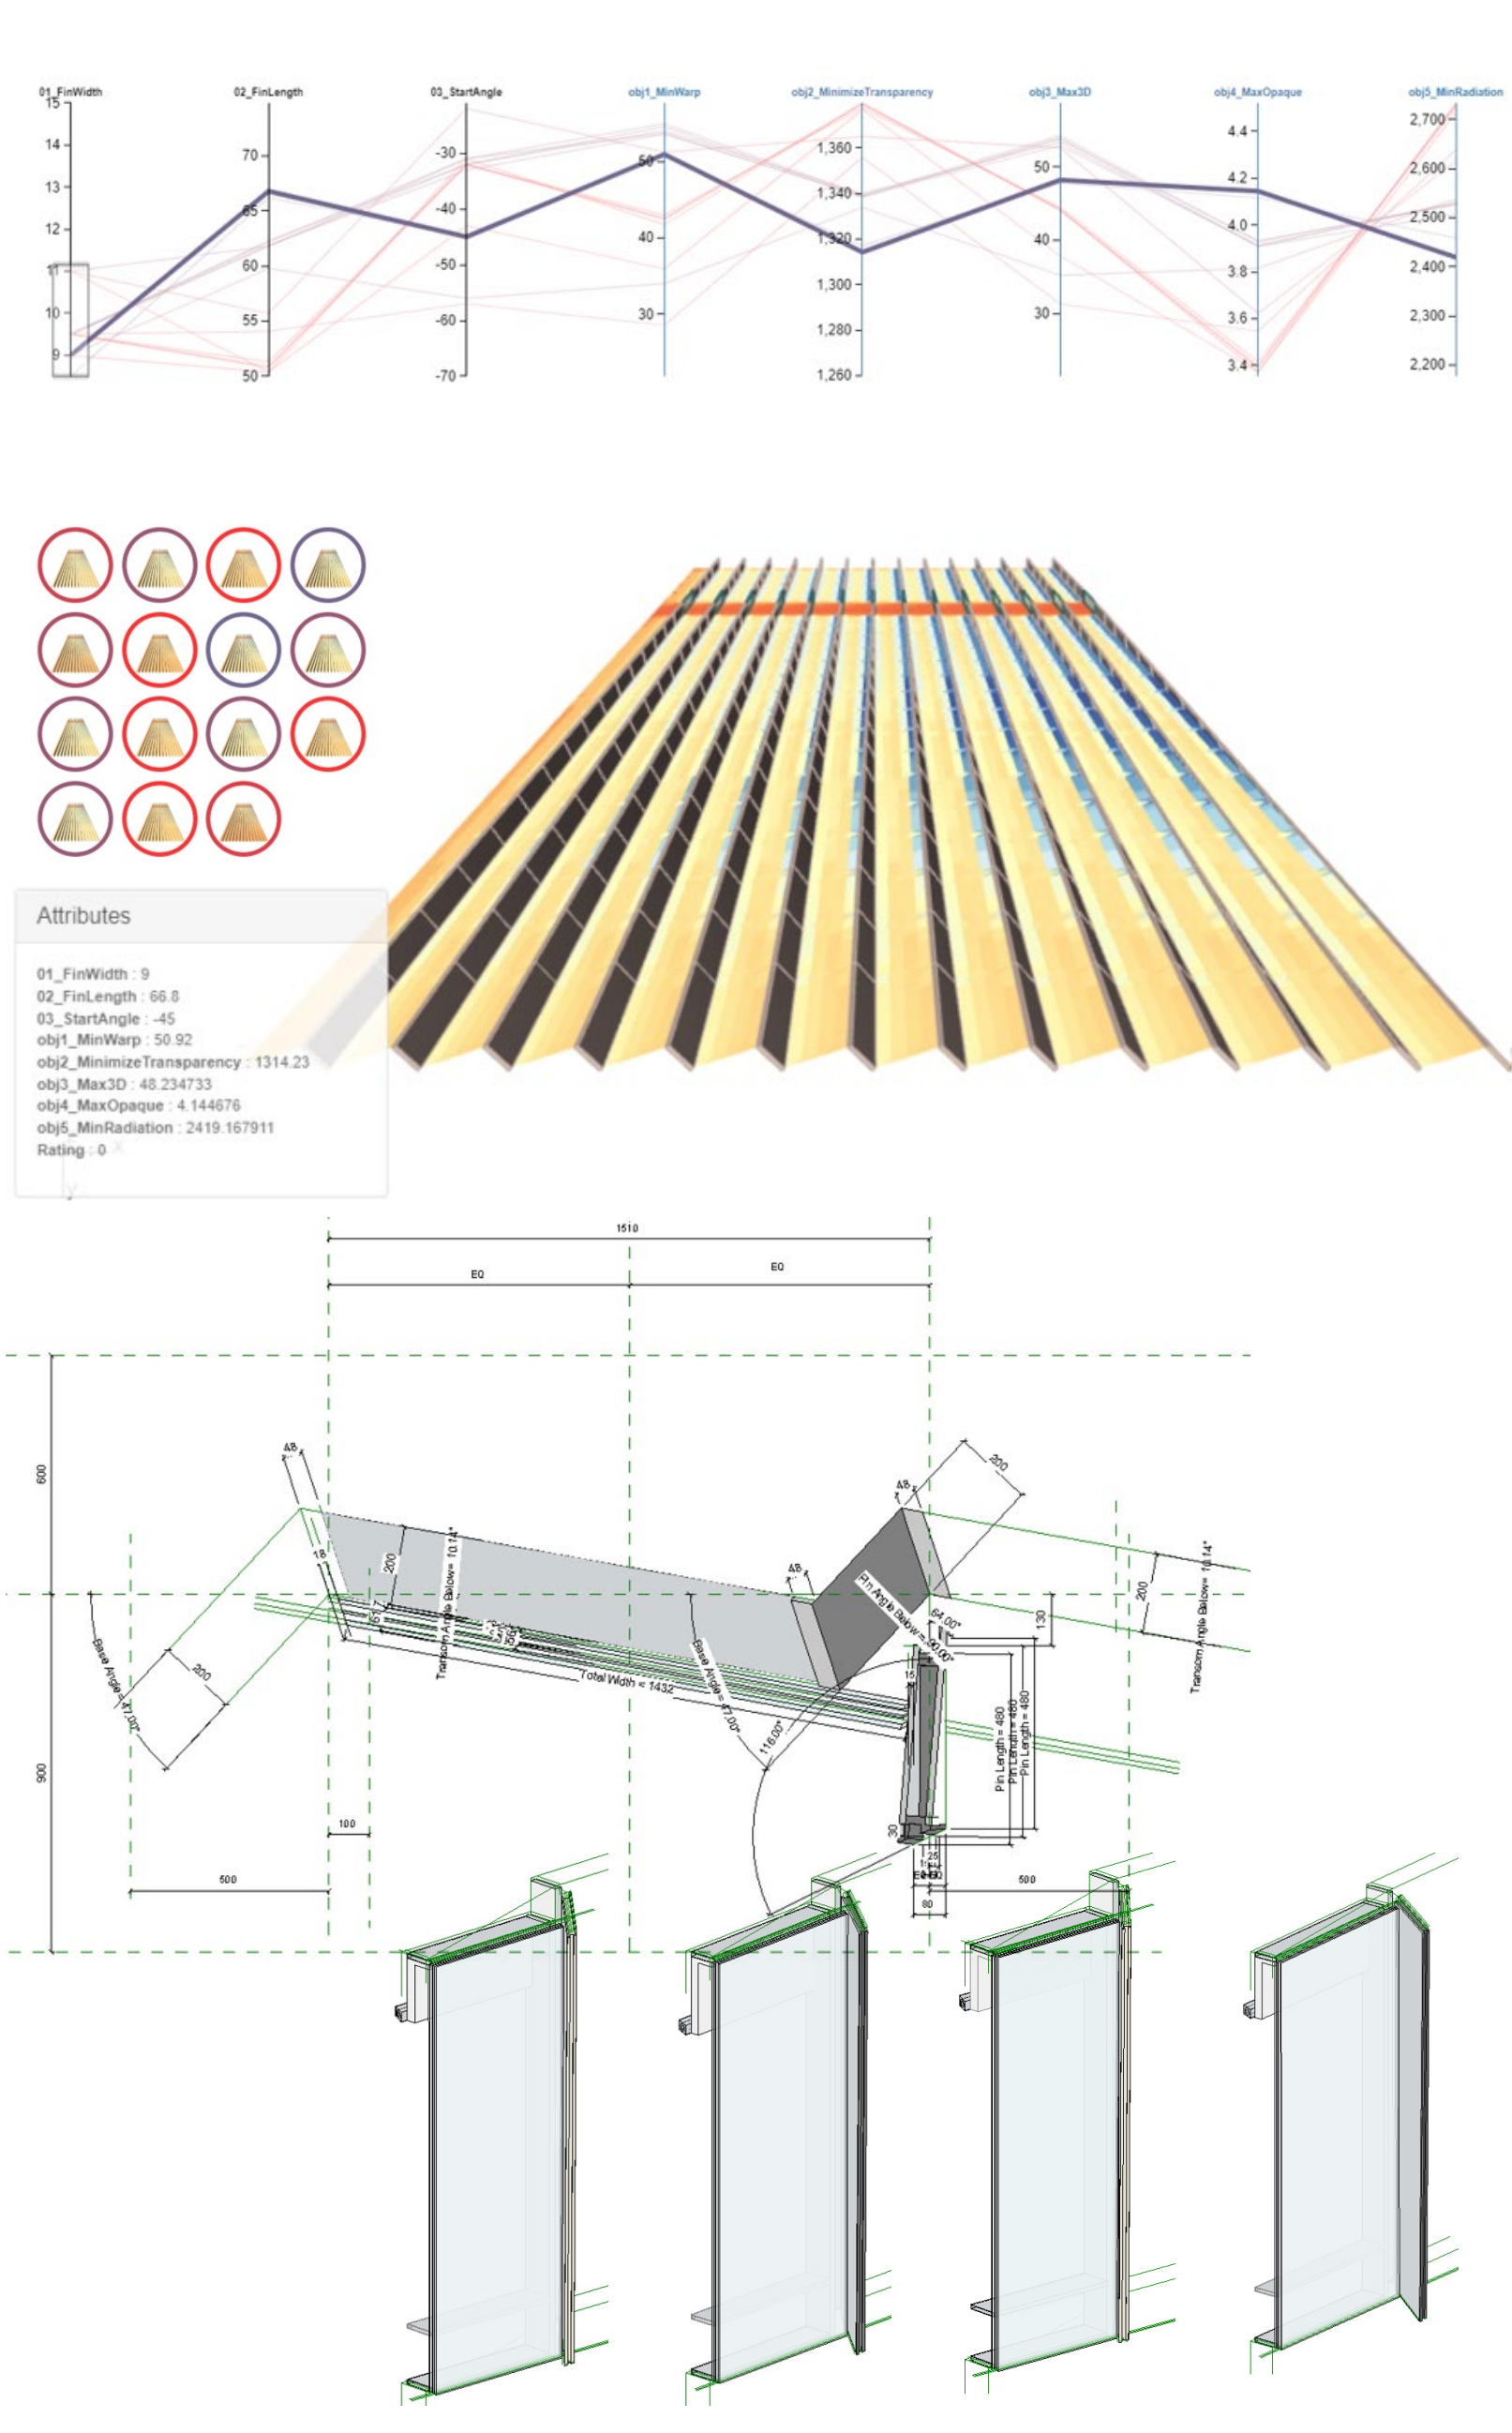 01_FinWidth 02_FinLength 03_StartAngle obj1_MinWarp obj2_MinimizeTransparency obj3_Max3D obj4_MaxOpaque obj5_MinRadiation
15
14
13
12
11
10
9
70
65
60
55
50
-30
-40
-50
-60
-70
50
40
30
1,360
1,340
1,320
1,300
1,280
1,260
50
40
30
4.4
4.2
4.0
3.8
3.6
3.4
2,700
2,600
2,500
2,400
2,300
2,200
Attributes
01_FinWidth : 9
02_FinLength : 66.8
03_StartAngle : -45
obj1_MinWarp : 50.92
obj2_MinimizeTransparency : 1314.23
obj3_Max3D : 48.234733
obj4_MaxOpaque : 4.144676
obj5_MinRadiation : 2419.167911
Rating : 0
x
y
1510
EQ
EQ
600
900
48
18
200
Transom Angle Below= 10.14°
Total Width = 1432
Base Angle= 47.00°
200
Base Angle= 47.00°
116.00°
48
48
200
Pin Angle Below= 90.00°
64.00°
130
200
Transom Angle Below= 10.14°
15
Pin Length = 480
Pin Length = 480
Pin Length = 480
30
25
80
100
500
500